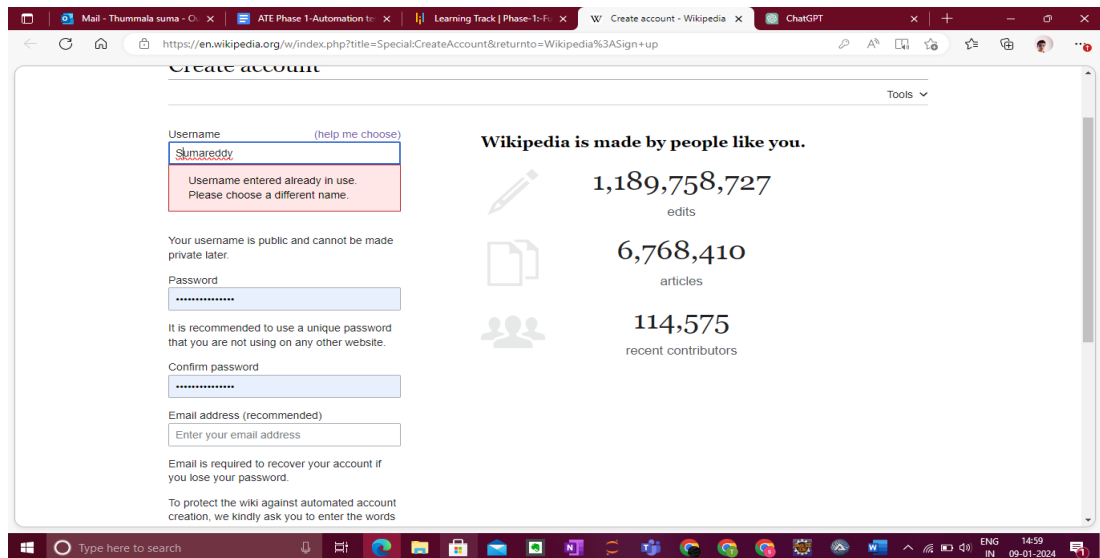 Mail - Thummala suma - Ou
ATE Phase 1-Automation te
Learning Track | Phase-1:-Fu
Create account - Wikipedia
ChatGPT
https://en.wikipedia.org/w/index.php?title=Special:CreateAccount&returnto=Wikipedia%3ASign+up
Create account
Tools
Username (help me choose)
Sumareddy
Username entered already in use.
Please choose a different name.
Your username is public and cannot be made
private later.
Password
It is recommended to use a unique password
that you are not using on any other website.
Confirm password
Email address (recommended)
Enter your email address
Email is required to recover your account if
you lose your password.
To protect the wiki against automated account
creation, we kindly ask you to enter the words
Wikipedia is made by people like you.
1,189,758,727
edits
6,768,410
articles
114,575
recent contributors
Type here to search
ENG
IN
14:59
09-01-2024